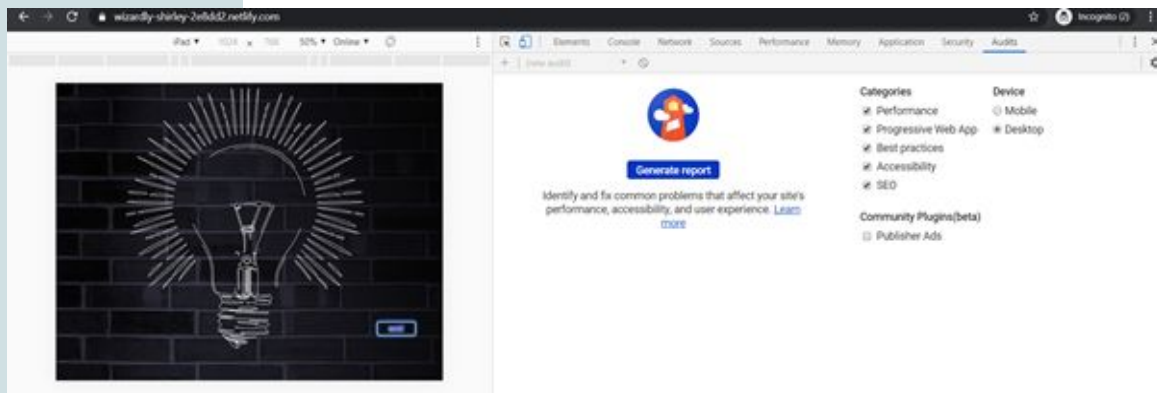 wizardly-shirley-2e8dd2.netlify.com
Incognito (2)
iPad
50%
Online
Elements Console Network Sources Performance Memory Application Security Audits
(new audit)
Categories
Device
Performance
Mobile
Progressive Web App
Desktop
Best practices
Accessibility
SEO
Generate report
Identify and fix common problems that affect your site's
performance, accessibility, and user experience. Learn
more
Community Plugins(beta)
Publisher Ads